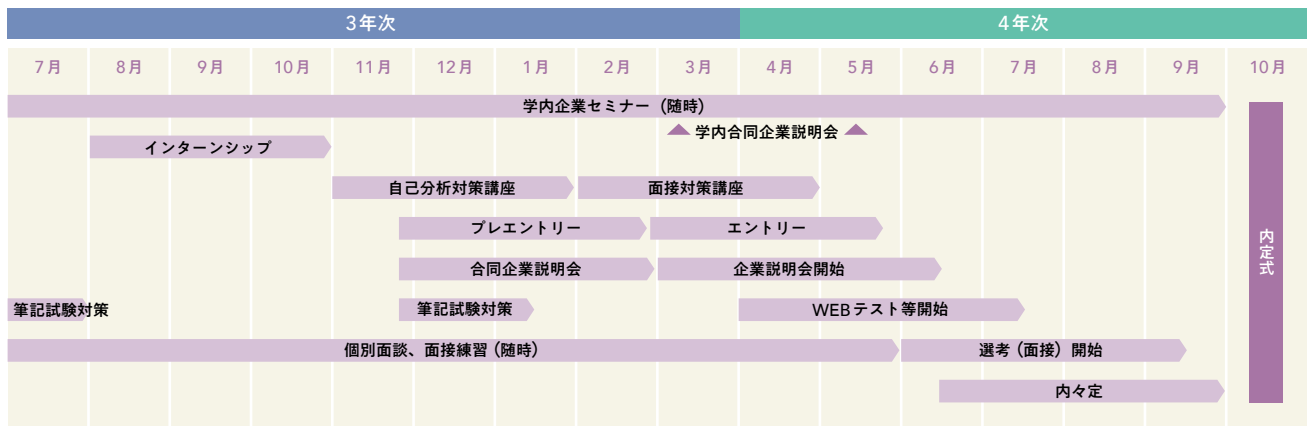 3年次 4年次
7月 8月 9月 10月 11月 12月 1月 2月 3月 4月 5月 6月 7月 8月 9月 10月
学内企業セミナー（随時）
▲ 学内合同企業説明会 ▲
インターンシップ
自己分析対策講座 面接対策講座
プレエントリー エントリー
合同企業説明会 企業説明会開始
筆記試験対策 筆記試験対策 WEBテスト等開始
個別面談、面接練習（随時） 選考（面接）開始
内々定
内定式